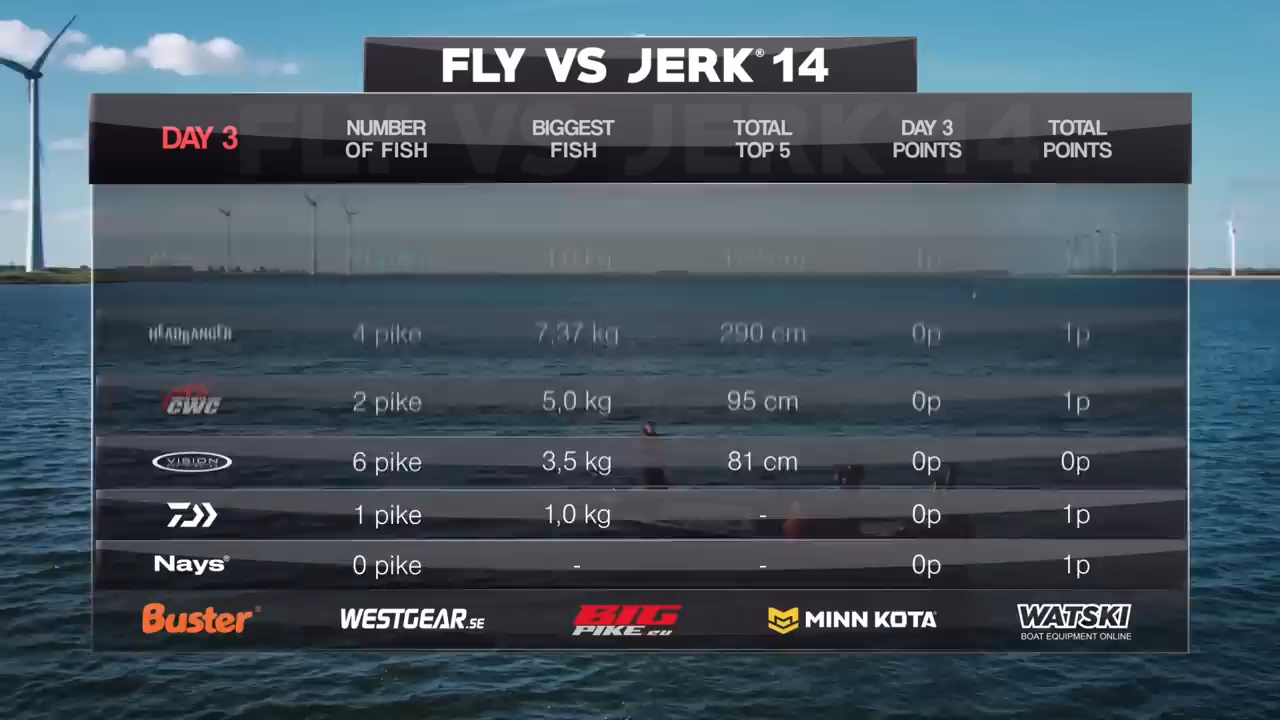 FLY VS JERK® 14
DAY 3 NUMBER OF FISH BIGGEST FISH TOTAL TOP 5 DAY 3 POINTS TOTAL POINTS
HEADBANGER 4 pike 7,37 kg 290 cm 0p 1p
CWC 2 pike 5,0 kg 95 cm 0p 1p
VISION 6 pike 3,5 kg 81 cm 0p 0p
1 pike 1,0 kg - 0p 1p
Nays® 0 pike - - 0p 1p
Buster® WESTGEAR.SE BIG PIKE.EU MINN KOTA® WATSKI
BOAT EQUIPMENT ONLINE